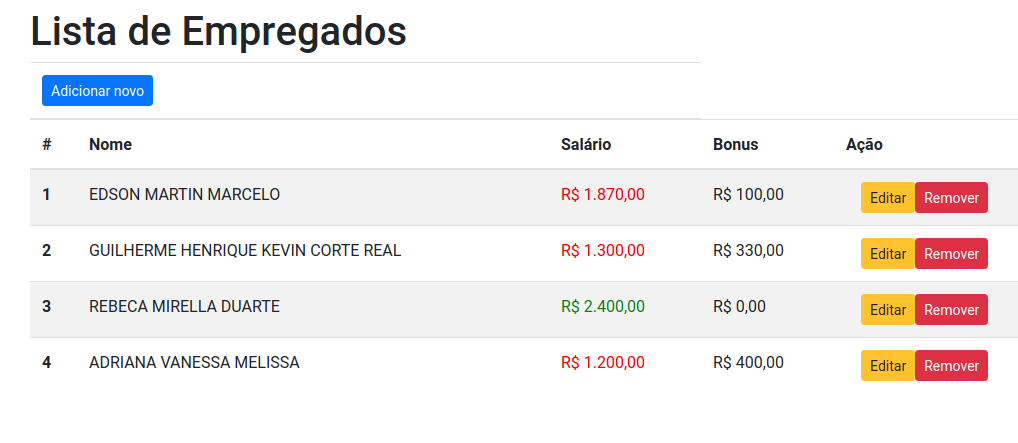 Lista de Empregados
Adicionar novo
# Nome Salário Bonus Ação
1 EDSON MARTIN MARCELO R$ 1.870,00 R$ 100,00 Editar Remover
2 GUILHERME HENRIQUE KEVIN CORTE REAL R$ 1.300,00 R$ 330,00 Editar Remover
3 REBECA MIRELLA DUARTE R$ 2.400,00 R$ 0,00 Editar Remover
4 ADRIANA VANESSA MELISSA R$ 1.200,00 R$ 400,00 Editar Remover